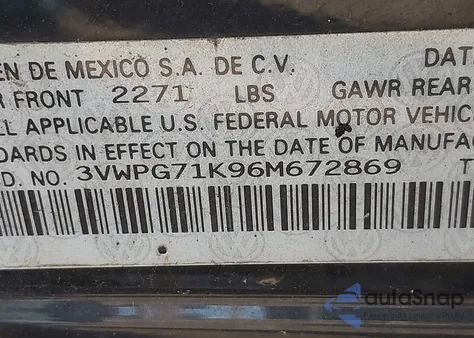 EN DE MEXICO S.A. DE C.V. DAT
R FRONT 2271 LBS GAWR REAR
LL APPLICABLE U.S. FEDERAL MOTOR VEHIC
DARDS IN EFFECT ON THE DATE OF MANUFAC
D. NO. 3VWPG71K96M672869 T
autoSnap